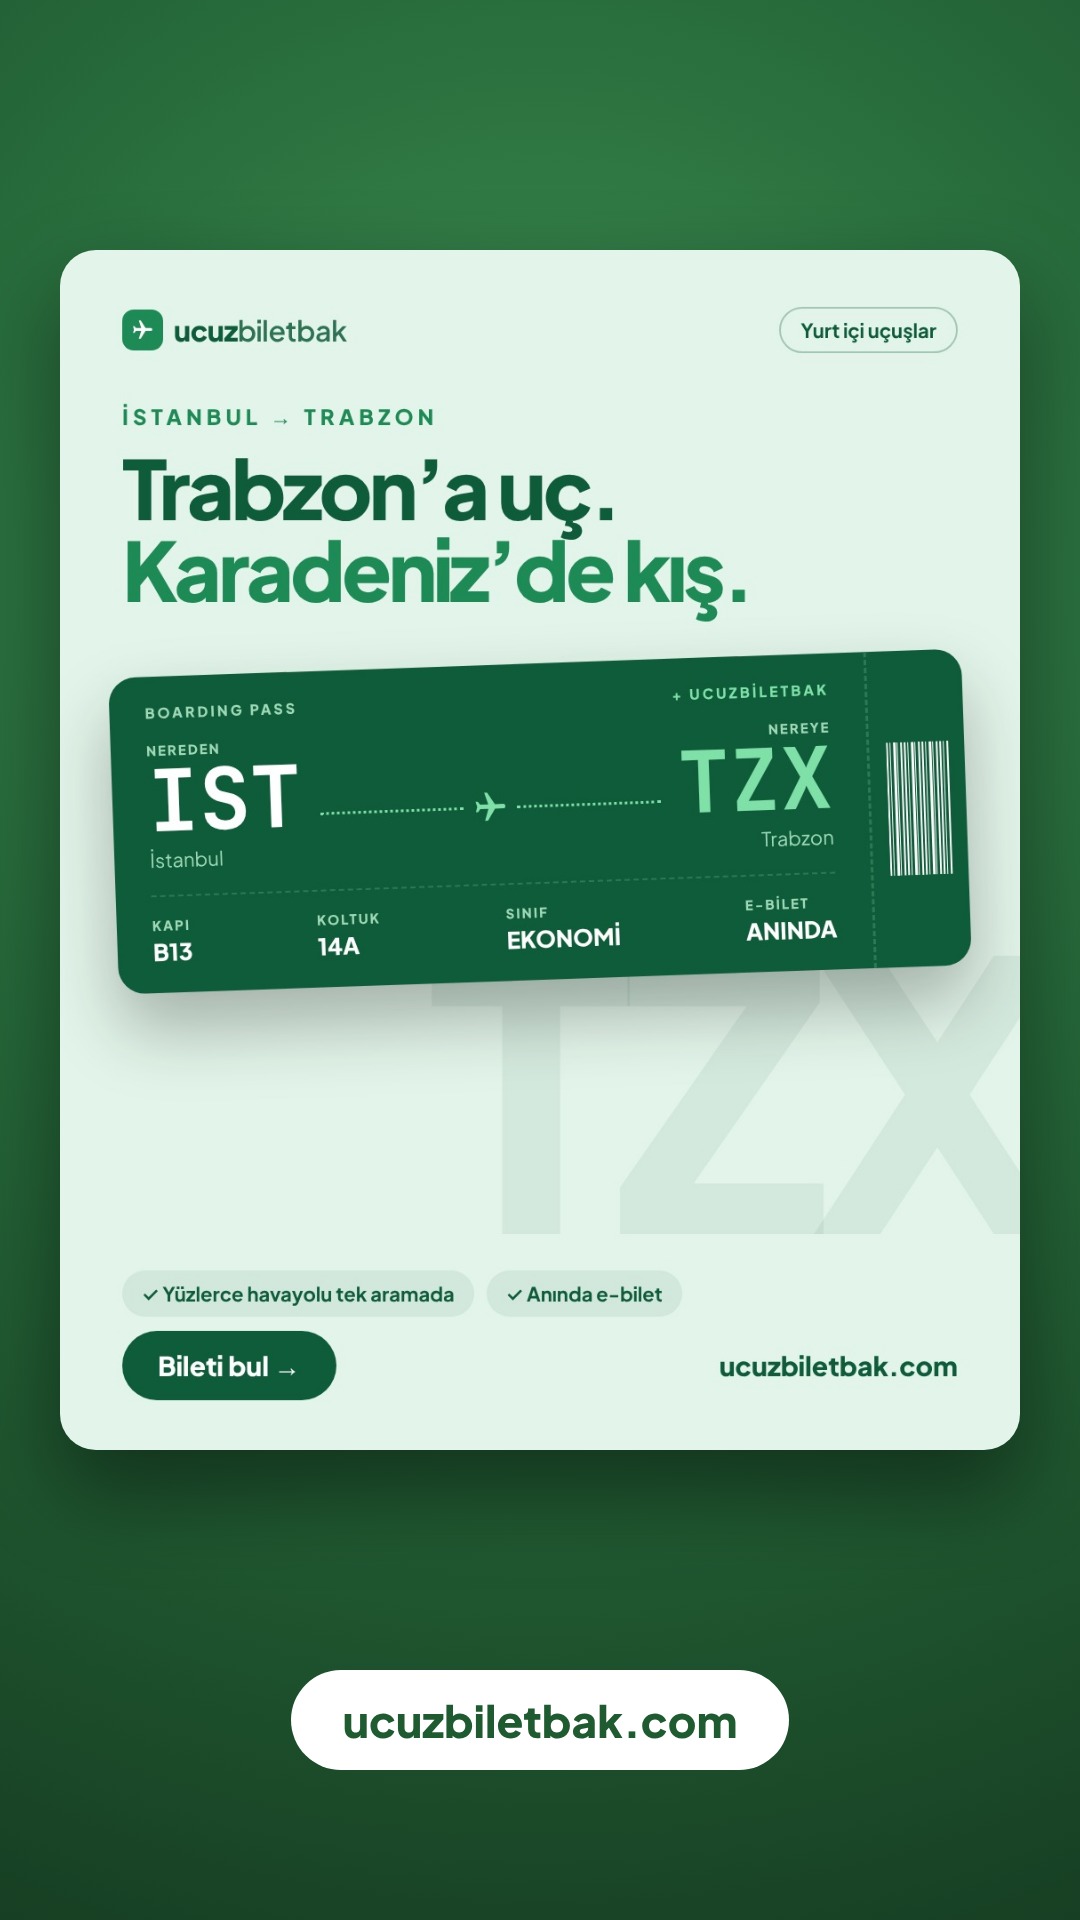 ucuzbiletbak
Yurt içi uçuşlar
İSTANBUL → TRABZON
Trabzon’a uç.
Karadeniz’de kış.
BOARDING PASS
+ UCUZBİLETBAK
NEREDEN
NEREYE
IST
TZX
İstanbul
Trabzon
KAPI
KOLTUK
SINIF
E-BİLET
B13
14A
EKONOMİ
ANINDA
TZX
✓ Yüzlerce havayolu tek aramada
✓ Anında e-bilet
Bileti bul →
ucuzbiletbak.com
ucuzbiletbak.com